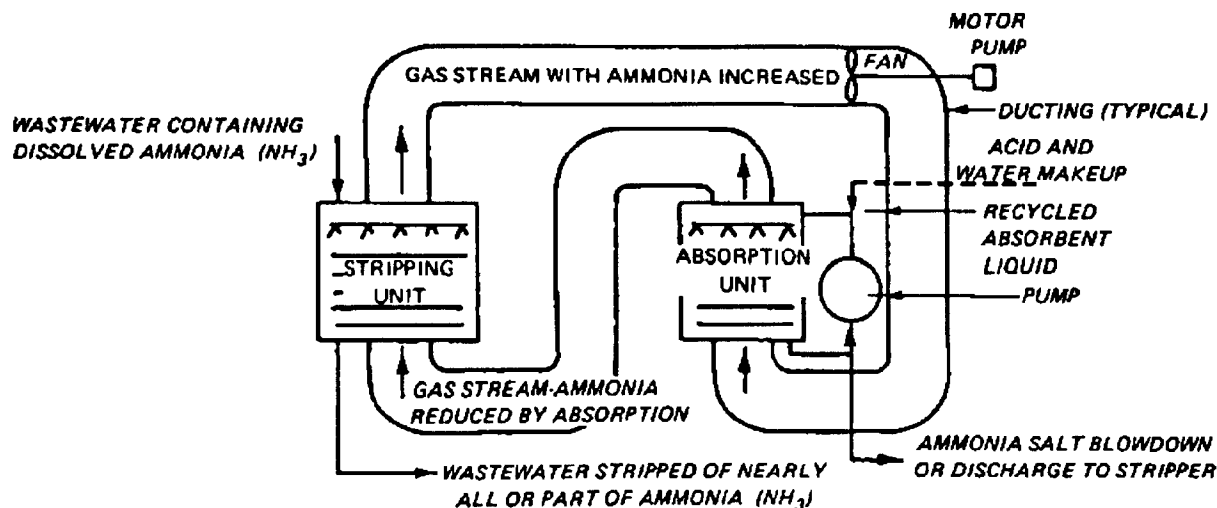 MOTOR
PUMP
FAN
GAS STREAM WITH AMMONIA INCREASED
DUCTING (TYPICAL)
WASTEWATER CONTAINING
DISSOLVED AMMONIA (NH₃)
ACID AND
WATER MAKEUP
RECYCLED
ABSORBENT
LIQUID
STRIPPING
UNIT
ABSORPTION
UNIT
PUMP
GAS STREAM-AMMONIA
REDUCED BY ABSORPTION
AMMONIA SALT BLOWDOWN
OR DISCHARGE TO STRIPPER
WASTEWATER STRIPPED OF NEARLY
ALL OR PART OF AMMONIA (NH₃)